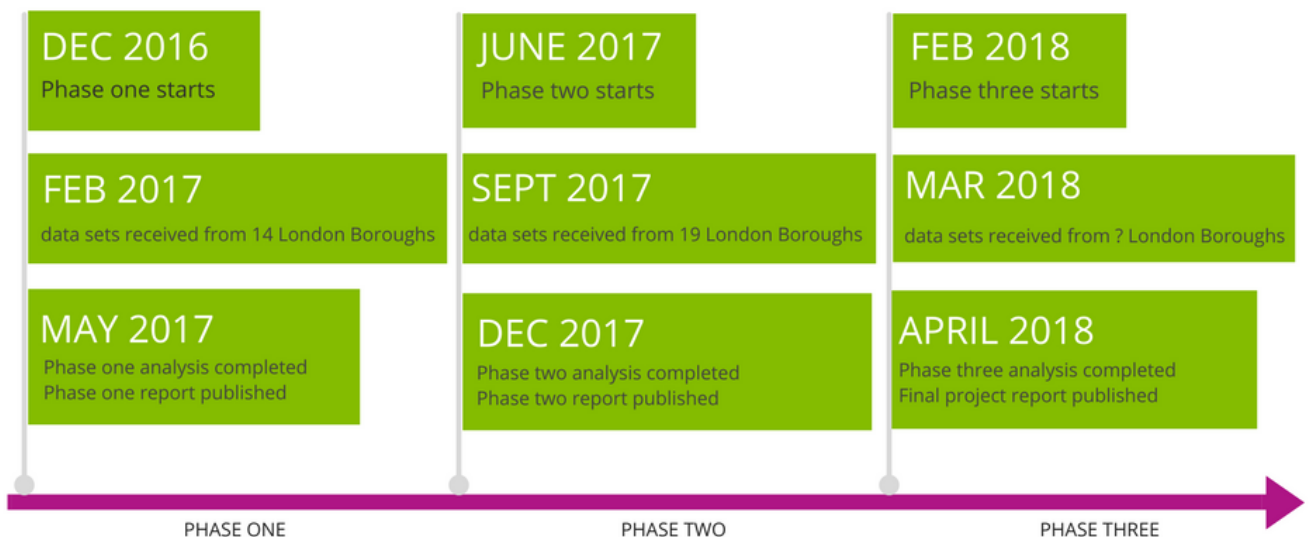 DEC 2016
Phase one starts
FEB 2017
data sets received from 14 London Boroughs
MAY 2017
Phase one analysis completed
Phase one report published
JUNE 2017
Phase two starts
SEPT 2017
data sets received from 19 London Boroughs
DEC 2017
Phase two analysis completed
Phase two report published
FEB 2018
Phase three starts
MAR 2018
data sets received from ? London Boroughs
APRIL 2018
Phase three analysis completed
Final project report published
PHASE ONE
PHASE TWO
PHASE THREE